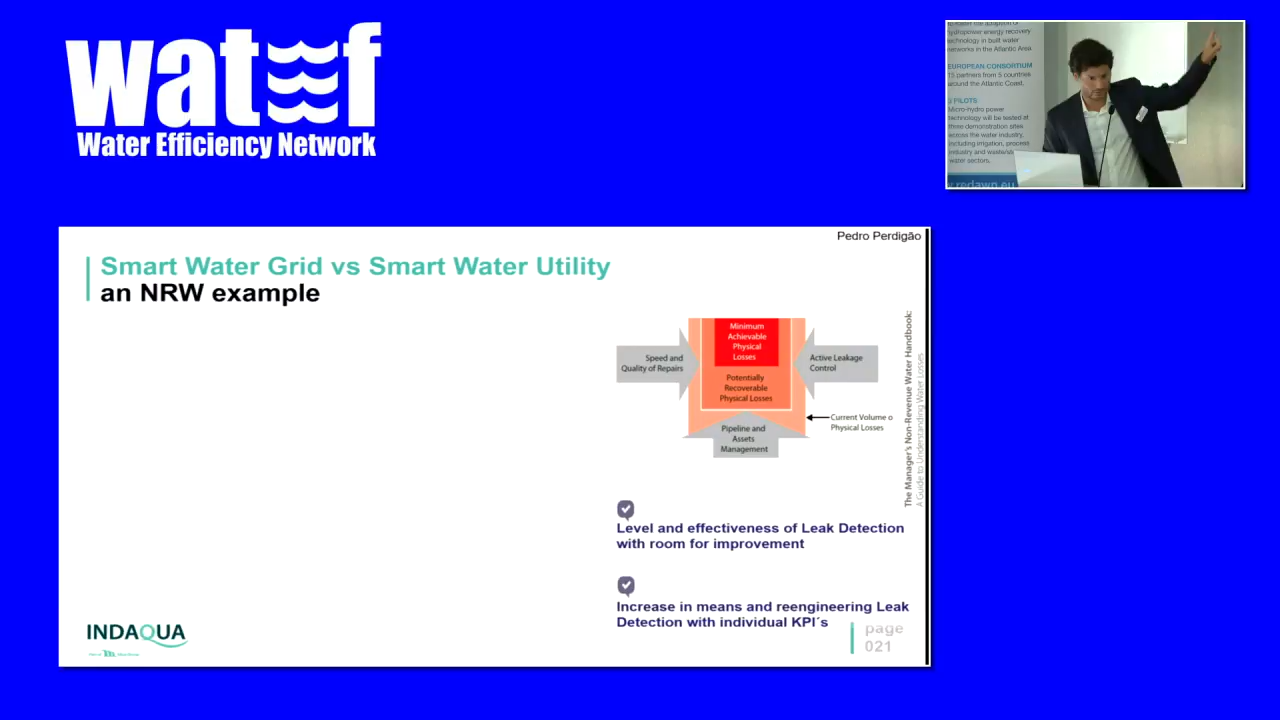 watef
Water Efficiency Network
hydropower energy recovery
technology in built water
networks in the Atlantic Area
EUROPEAN CONSORTIUM
15 partners from 5 countries
around the Atlantic Coast.
PILOTS
Micro-hydro power
technology will be tested at
three demonstration sites
across the water industry,
including irrigation, process
industry and
water sectors.
redawn.eu
Pedro Perdigão
Smart Water Grid vs Smart Water Utility
an NRW example
Minimum
Achievable
Physical
Losses
Speed and
Quality of Repairs
Active Leakage
Control
Potentially
Recoverable
Physical Losses
Current Volume o
Physical Losses
Pipeline and
Assets
Management
The Manager's Non-Revenue Water Handbook:
A Guide to Understanding Water Losses
Level and effectiveness of Leak Detection
with room for improvement
Increase in means and reengineering Leak
Detection with individual KPI´s
INDAQUA
page
021